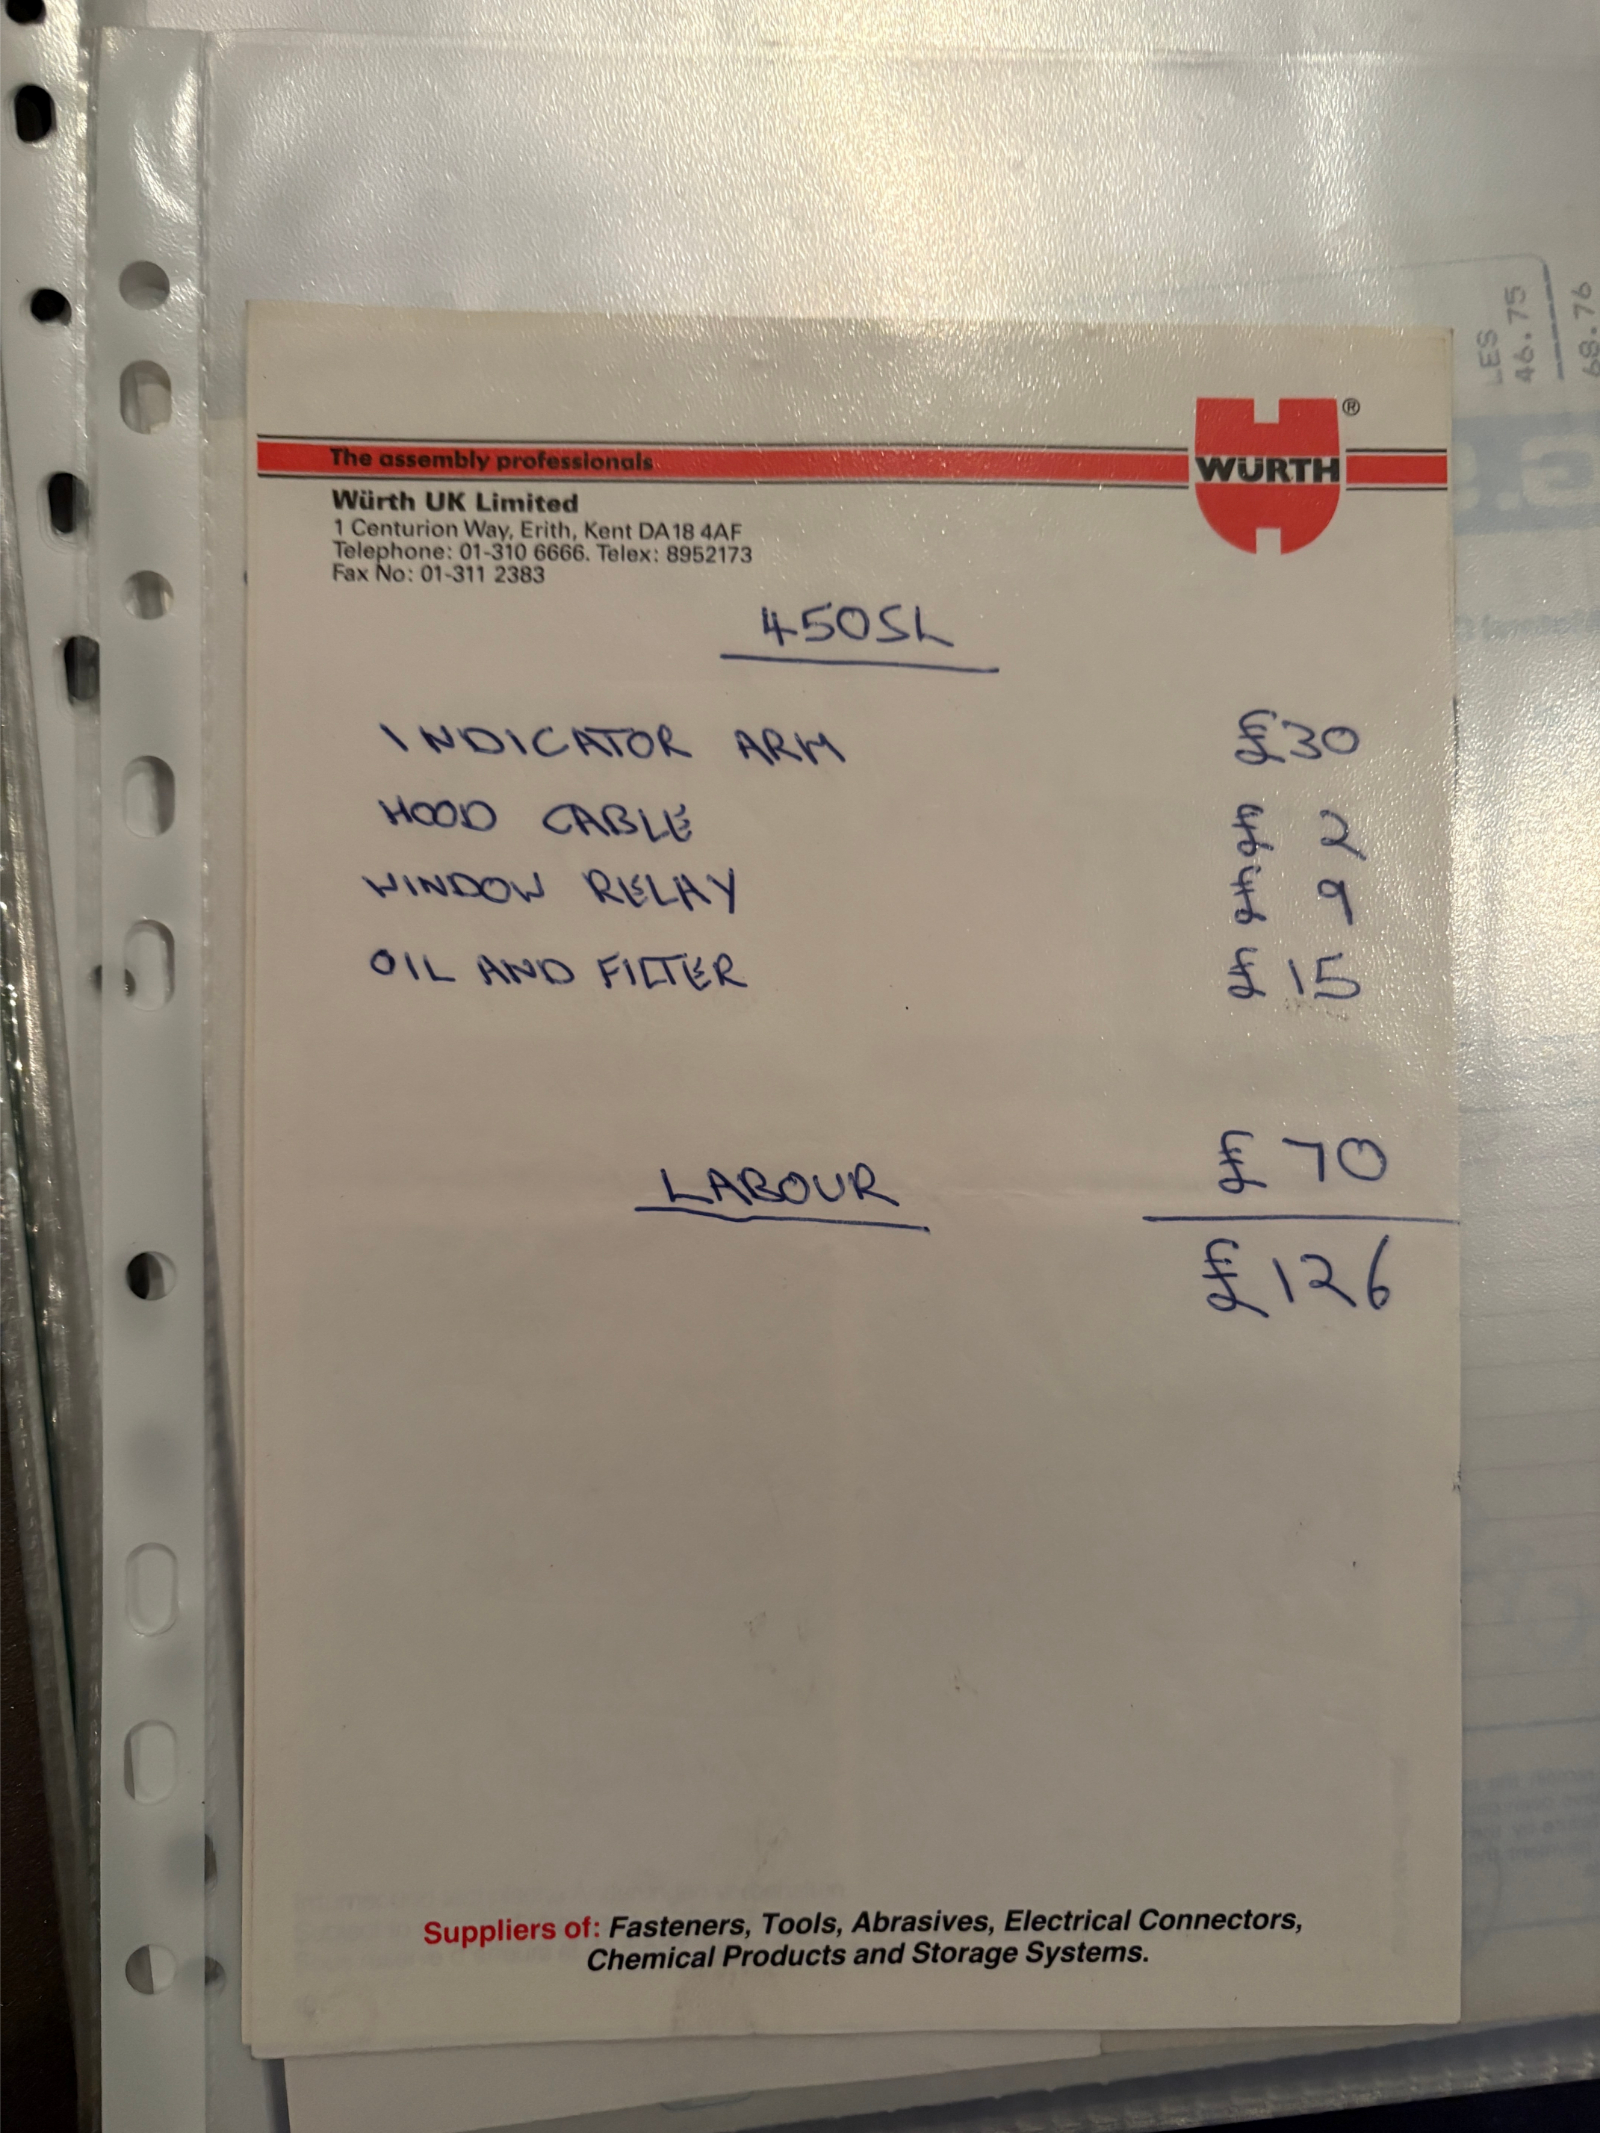 LES
46.75
68.76
®
The assembly professionals
WÜRTH
Würth UK Limited
1 Centurion Way, Erith, Kent DA18 4AF
Telephone: 01-310 6666. Telex: 8952173
Fax No: 01-311 2383
450SL
INDICATOR ARM £30
HOOD CABLE £ 2
WINDOW RELAY £ 9
OIL AND FILTER £ 15
LABOUR £ 70
£ 126
Suppliers of: Fasteners, Tools, Abrasives, Electrical Connectors,
Chemical Products and Storage Systems.